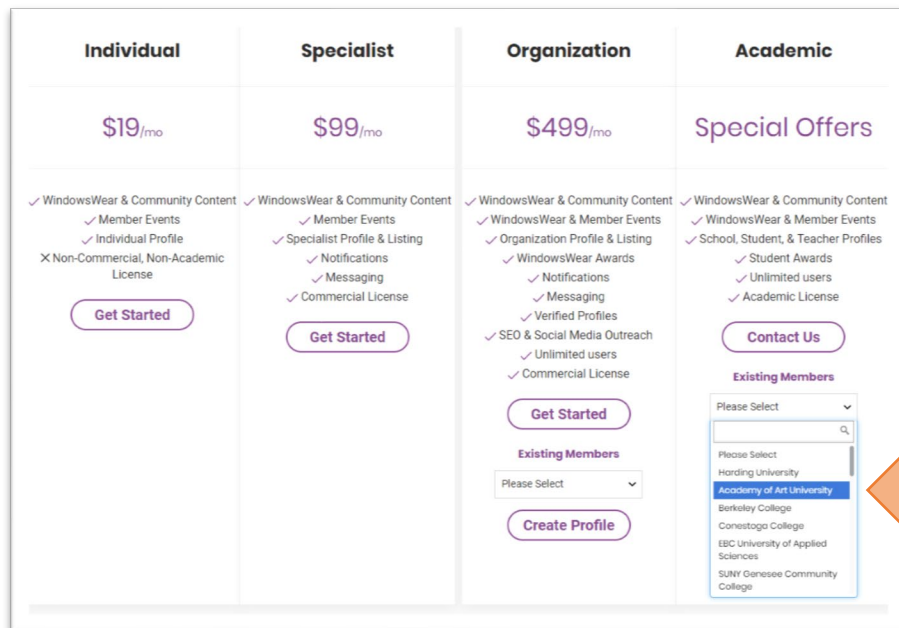 Individual
$19/mo
✓ WindowsWear & Community Content
✓ Member Events
✓ Individual Profile
✕ Non-Commercial, Non-Academic
License
Get Started
Specialist
$99/mo
✓ WindowsWear & Community Content
✓ Member Events
✓ Specialist Profile & Listing
✓ Notifications
✓ Messaging
✓ Commercial License
Get Started
Organization
$499/mo
✓ WindowsWear & Community Content
✓ WindowsWear & Member Events
✓ Organization Profile & Listing
✓ WindowsWear Awards
✓ Notifications
✓ Messaging
✓ Verified Profiles
✓ SEO & Social Media Outreach
✓ Unlimited users
✓ Commercial License
Get Started
Existing Members
Please Select
Create Profile
Academic
Special Offers
✓ WindowsWear & Community Content
✓ WindowsWear & Member Events
✓ School, Student, & Teacher Profiles
✓ Student Awards
✓ Unlimited users
✓ Academic License
Contact Us
Existing Members
Please Select
Please Select
Harding University
Academy of Art University
Berkeley College
Conestoga College
EBC University of Applied
Sciences
SUNY Genesee Community
College